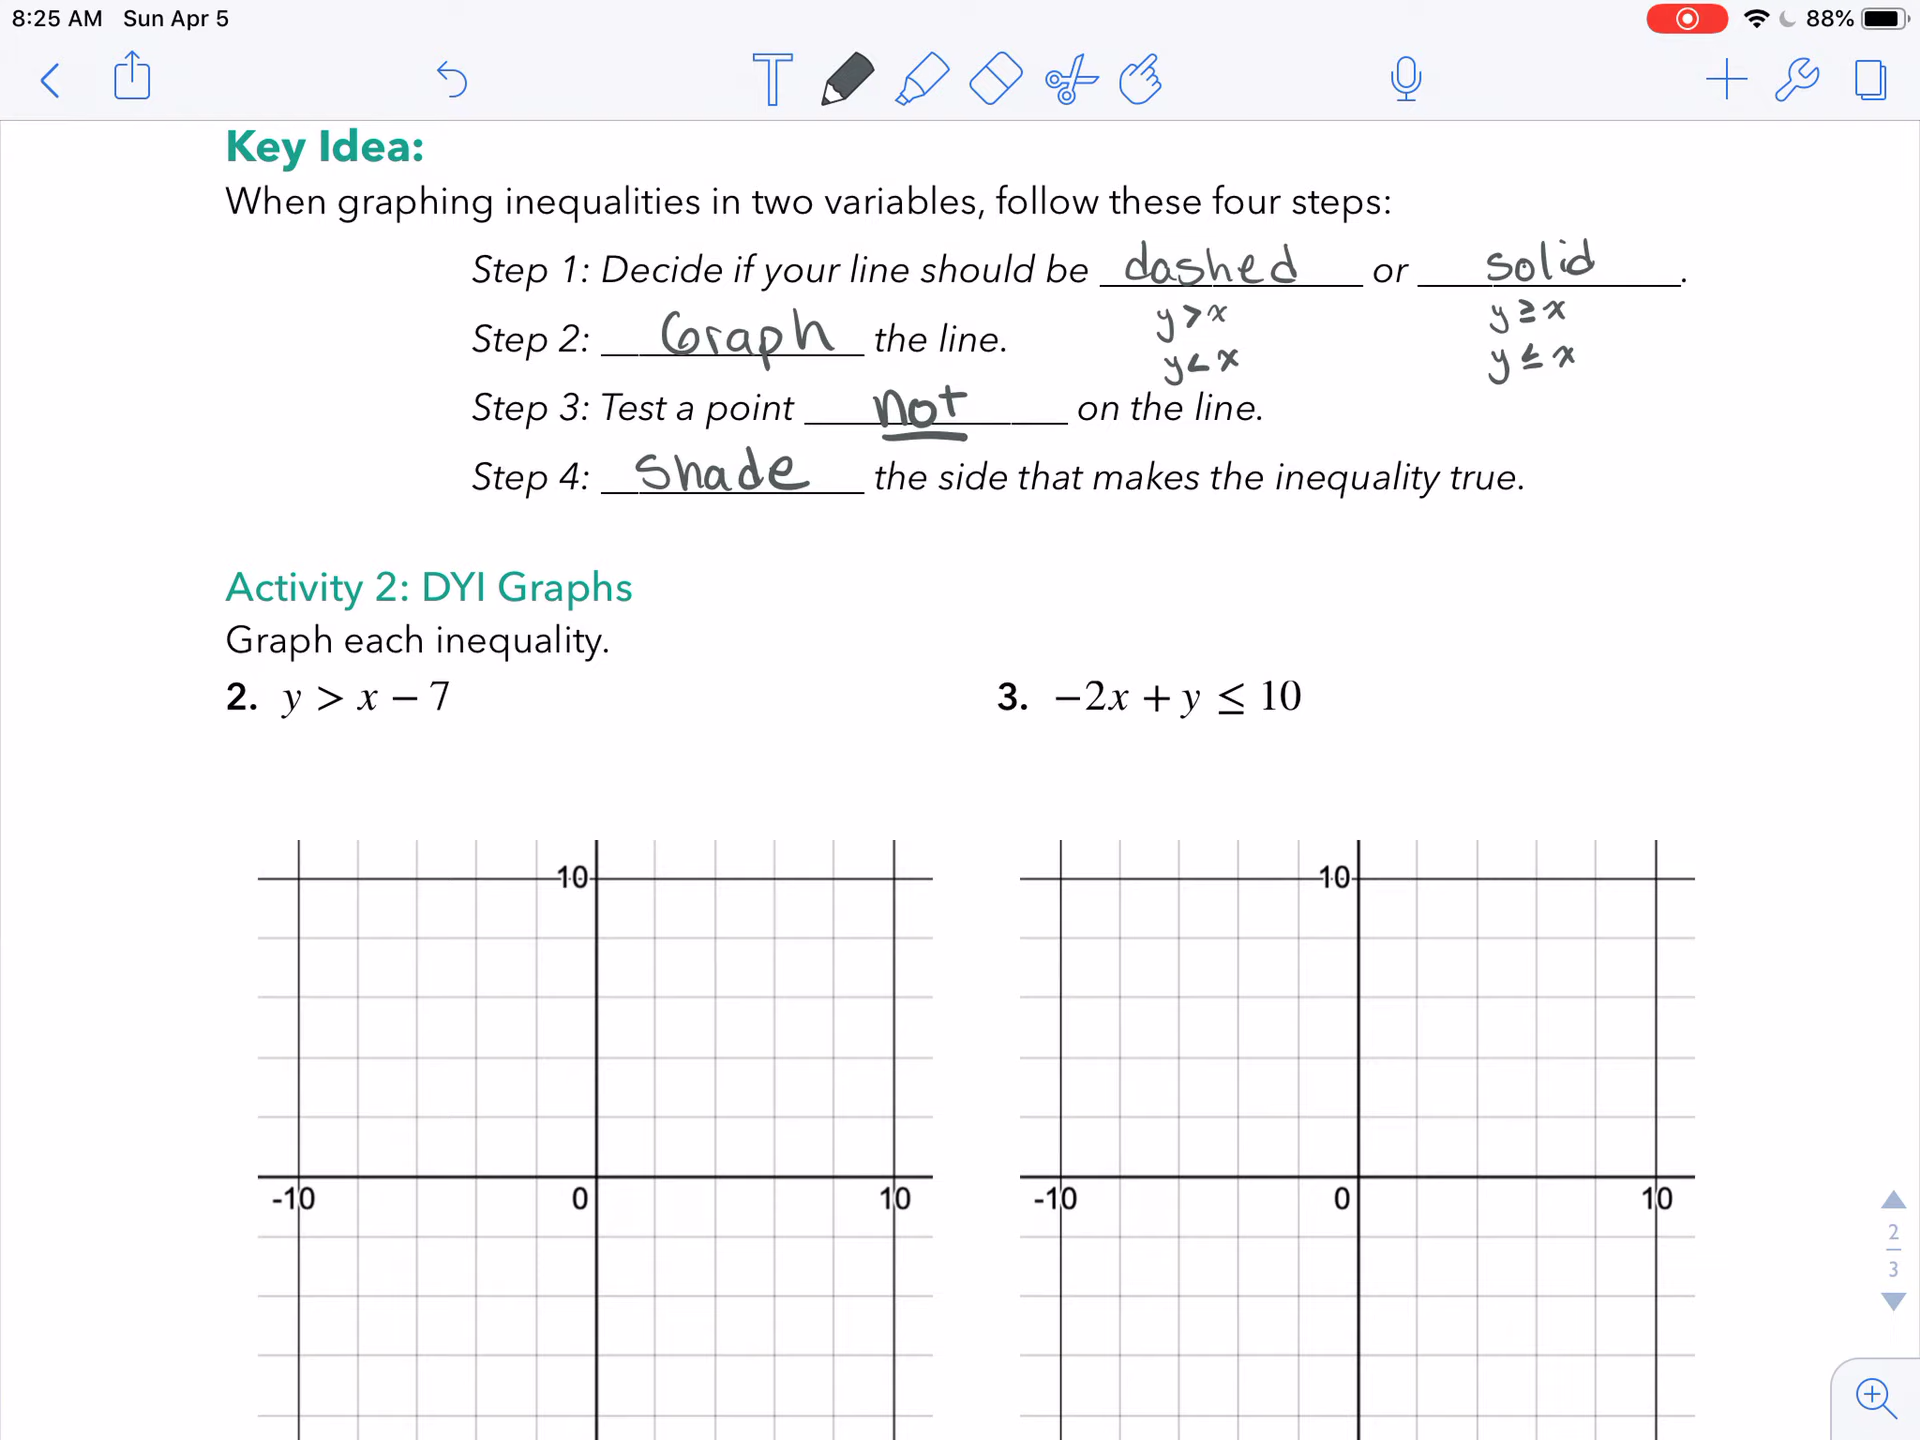 8:25 AM Sun Apr 5 88%
T
Key Idea:
When graphing inequalities in two variables, follow these four steps:
Step 1: Decide if your line should be dashed or solid.
y > x y ≥ x
Step 2: Graph the line.
y < x y ≤ x
Step 3: Test a point not on the line.
Step 4: Shade the side that makes the inequality true.
Activity 2: DYI Graphs
Graph each inequality.
2. y > x − 7 3. −2x + y ≤ 10
10 10
-10 0 10 -10 0 10
2
3